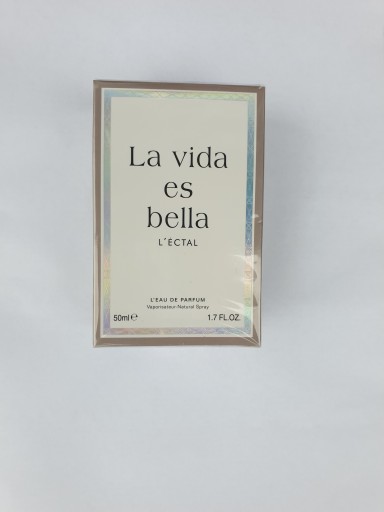 La vida
es
bella
L'ÉCTAL
L'EAU DE PARFUM
Vaporisateur-Natural Spray
50ml ℮ 1.7 FL.OZ.